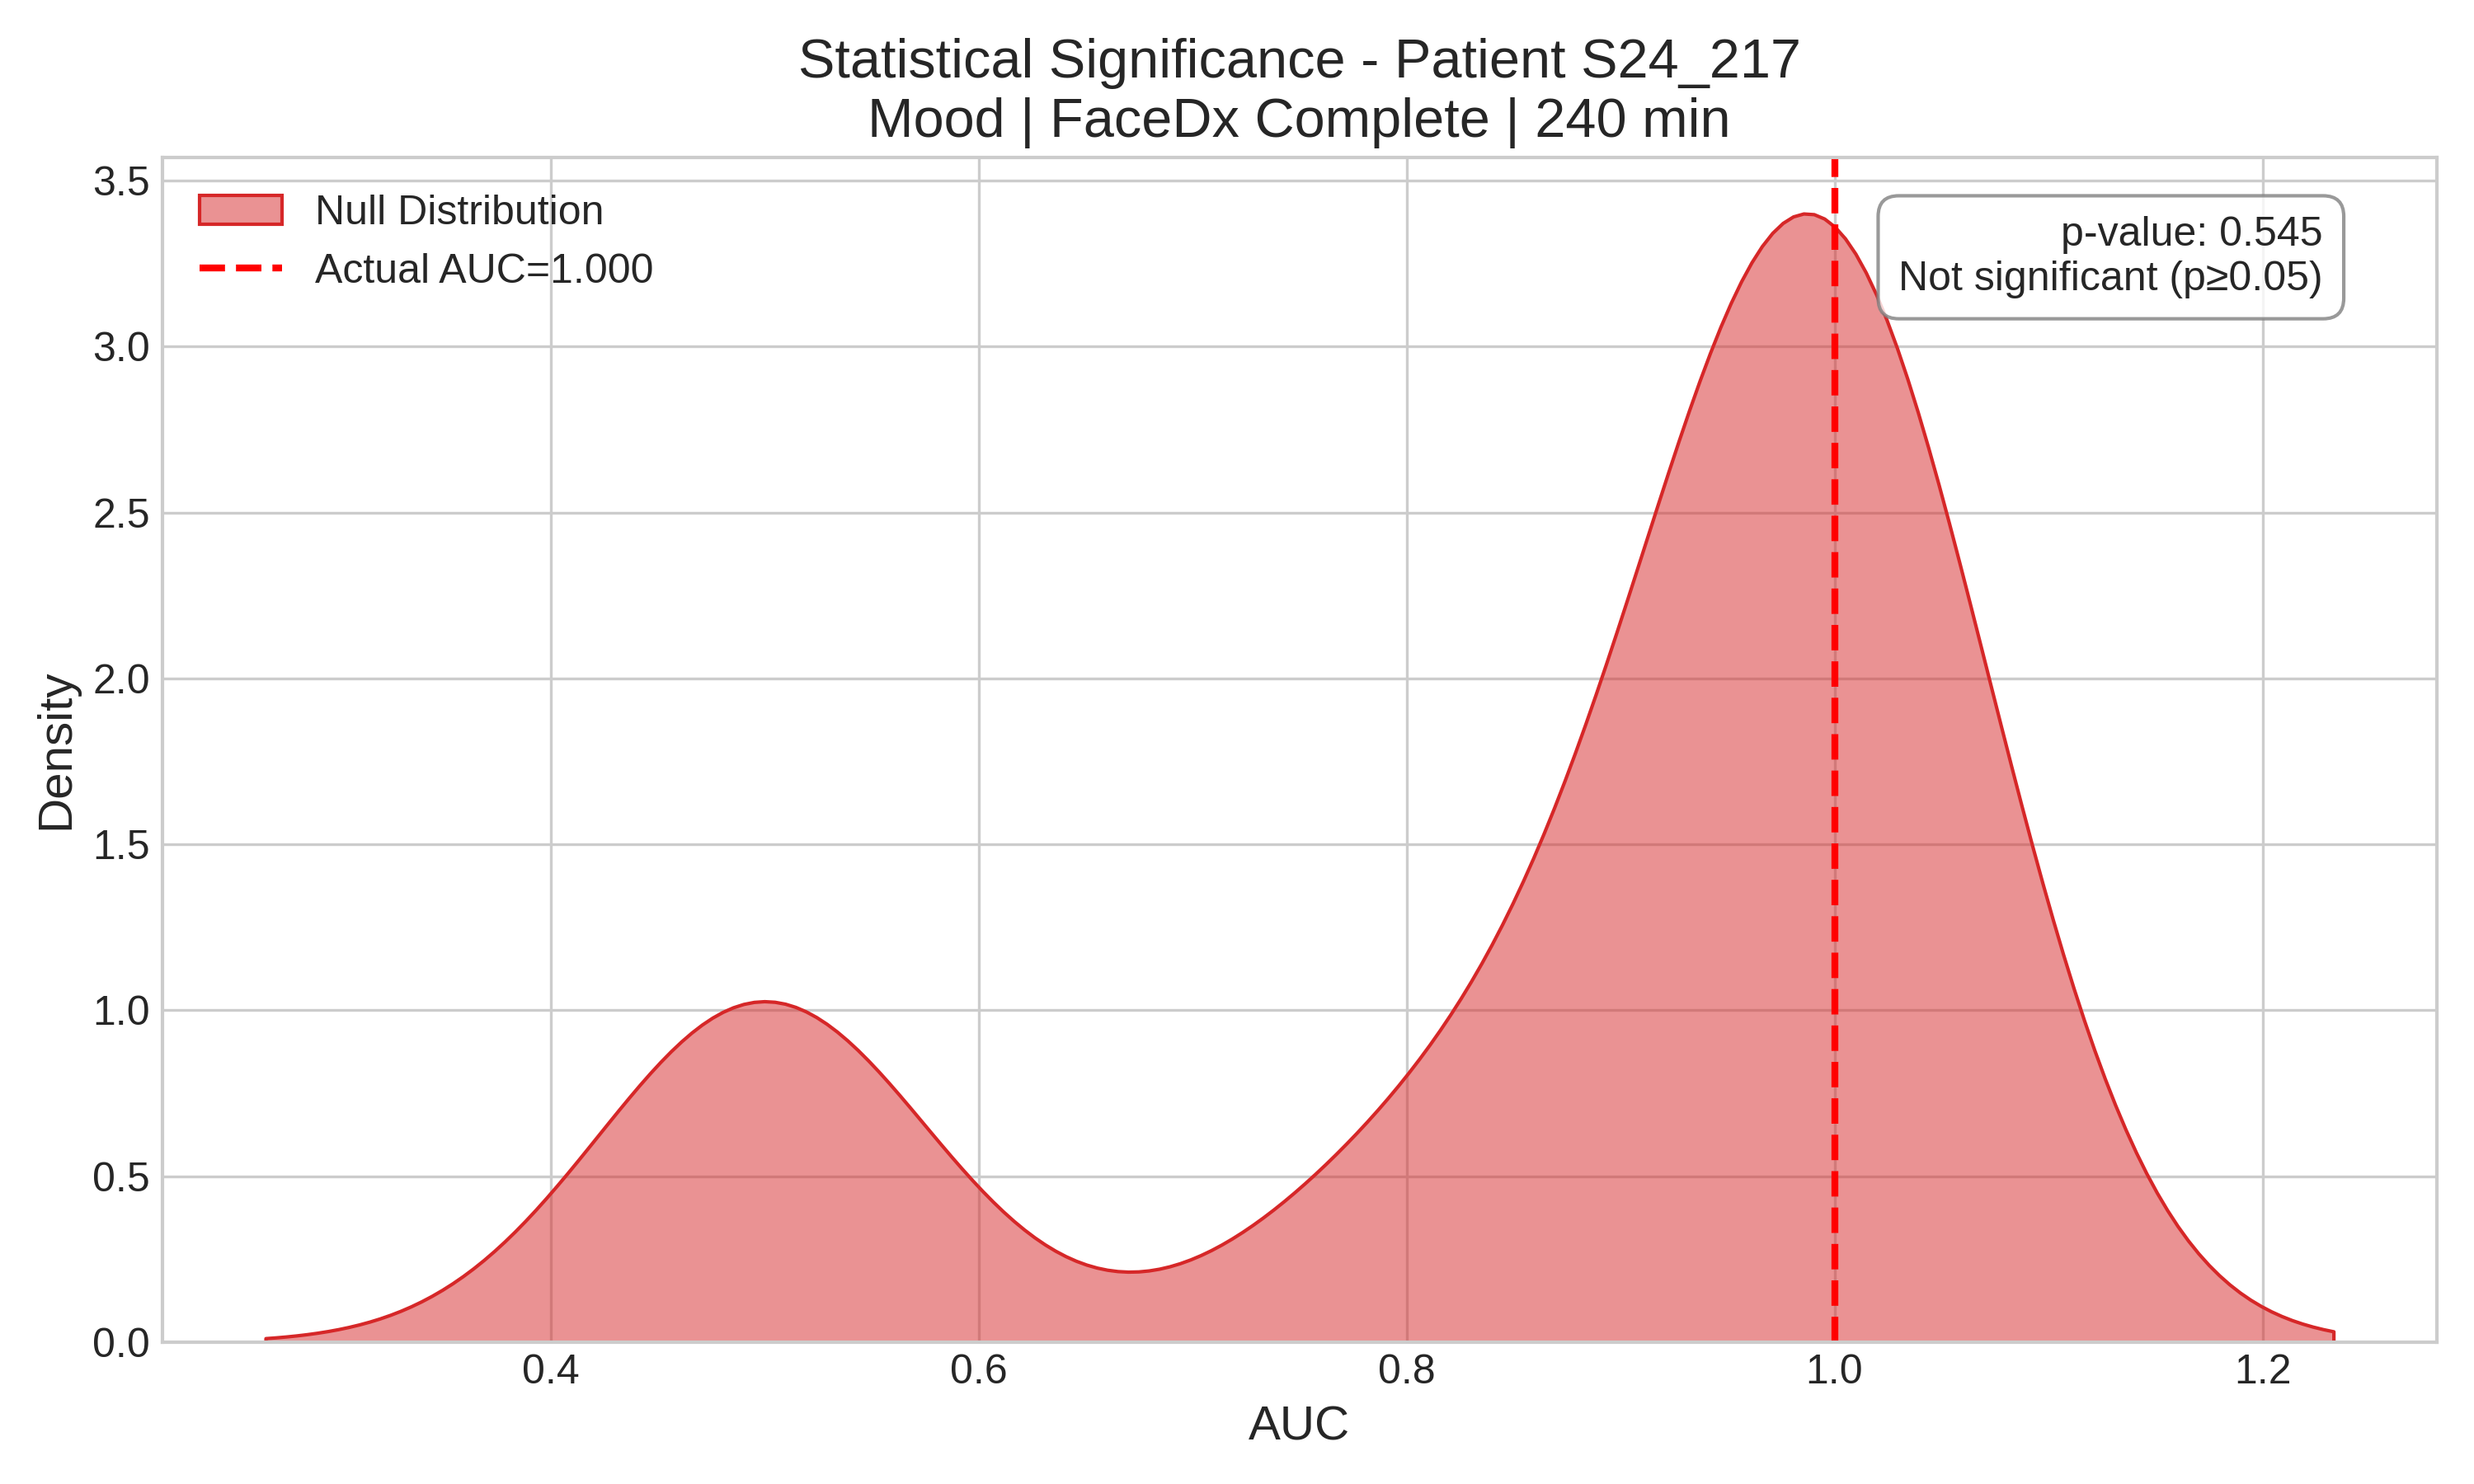 Statistical Significance - Patient S24_217
Mood | FaceDx Complete | 240 min
Null Distribution
Actual AUC=1.000
p-value: 0.545
Not significant (p≥0.05)
Density
3.5
3.0
2.5
2.0
1.5
1.0
0.5
0.0
0.4 0.6 0.8 1.0 1.2
AUC